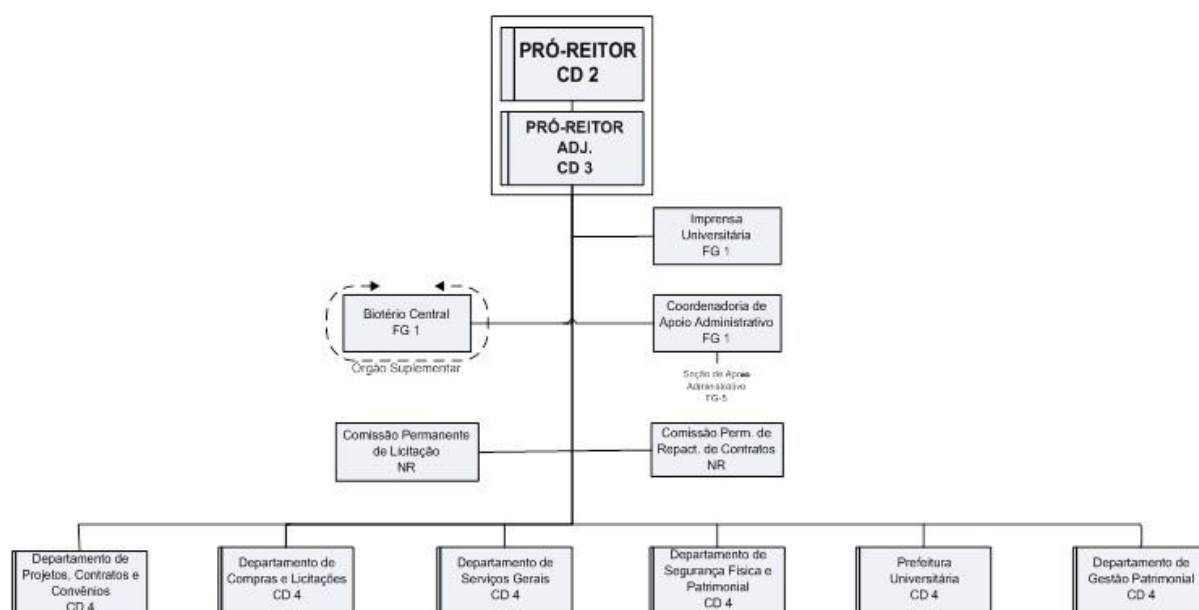 PRÓ-REITOR
CD 2
PRÓ-REITOR
ADJ.
CD 3
Imprensa
Universitária
FG 1
Biotério Central
FG 1
Órgão Suplementar
Coordenadoria de
Apoio Administrativo
FG 1
Seção de Apoio
Administrativo
FG-5
Comissão Permanente
de Licitação
NR
Comissão Perm. de
Repact. de Contratos
NR
Departamento de
Projetos, Contratos e
Convênios
CD 4
Departamento de
Compras e Licitações
CD 4
Departamento de
Serviços Gerais
CD 4
Departamento de
Segurança Física e
Patrimonial
CD 4
Prefeitura
Universitária
CD 4
Departamento de
Gestão Patrimonial
CD 4